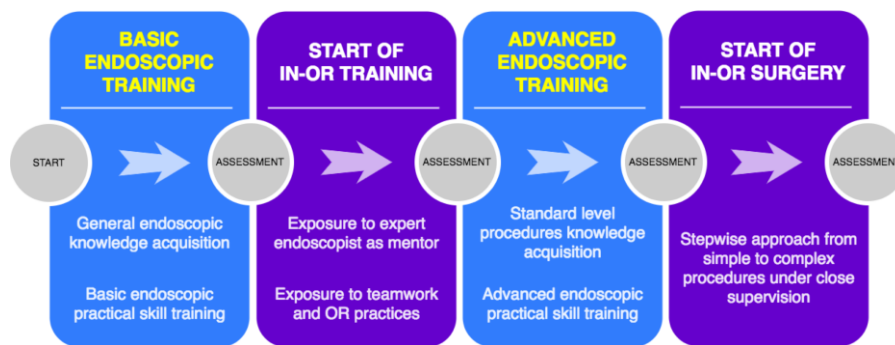 BASIC
ENDOSCOPIC
TRAINING
START OF
IN-OR TRAINING
ADVANCED
ENDOSCOPIC
TRAINING
START OF
IN-OR SURGERY
START
ASSESSMENT
ASSESSMENT
ASSESSMENT
ASSESSMEN
General endoscopic
knowledge acquisition
Basic endoscopic
practical skill training
Exposure to expert
endoscopist as mentor
Exposure to teamwork
and OR practices
Standard level
procedures knowledge
acquisition
Advanced endoscopic
practical skill training
Stepwise approach from
simple to complex
procedures under close
supervision